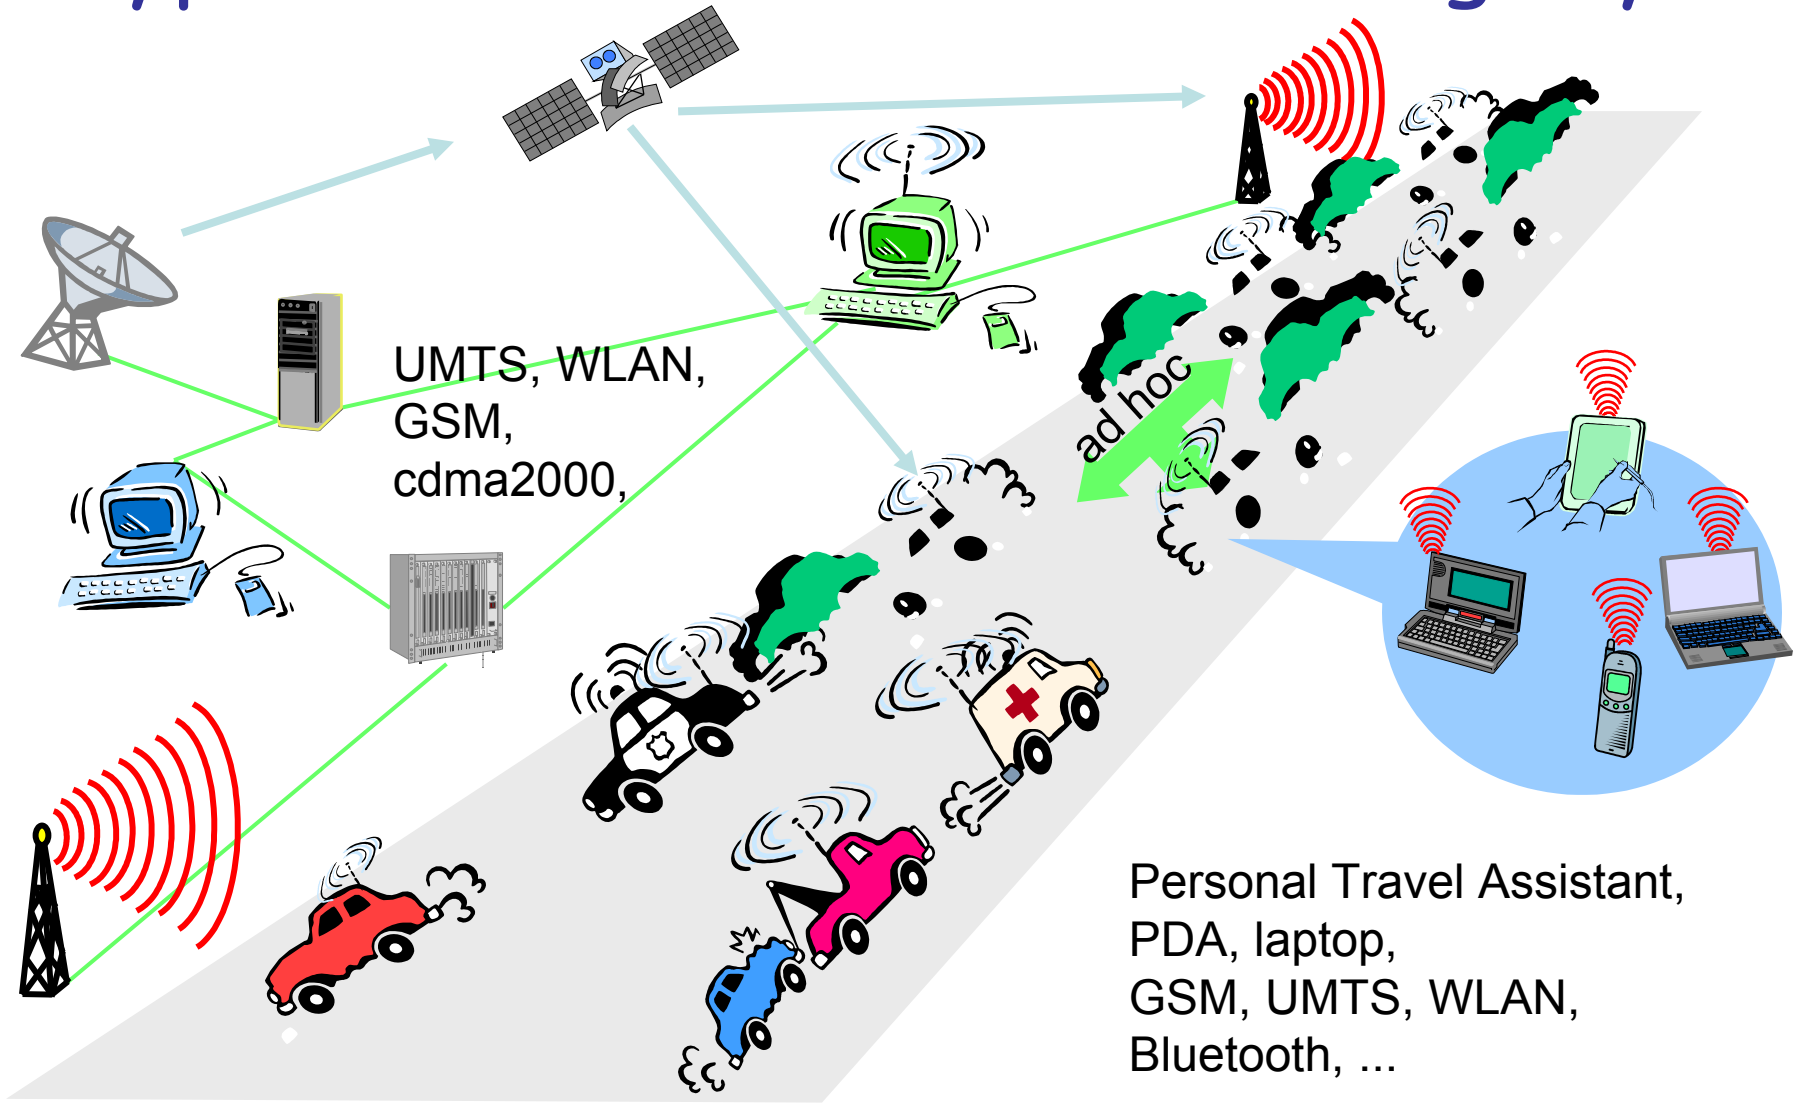 UMTS, WLAN,
GSM,
cdma2000,
ad hoc
Personal Travel Assistant,
PDA, laptop,
GSM, UMTS, WLAN,
Bluetooth, ...